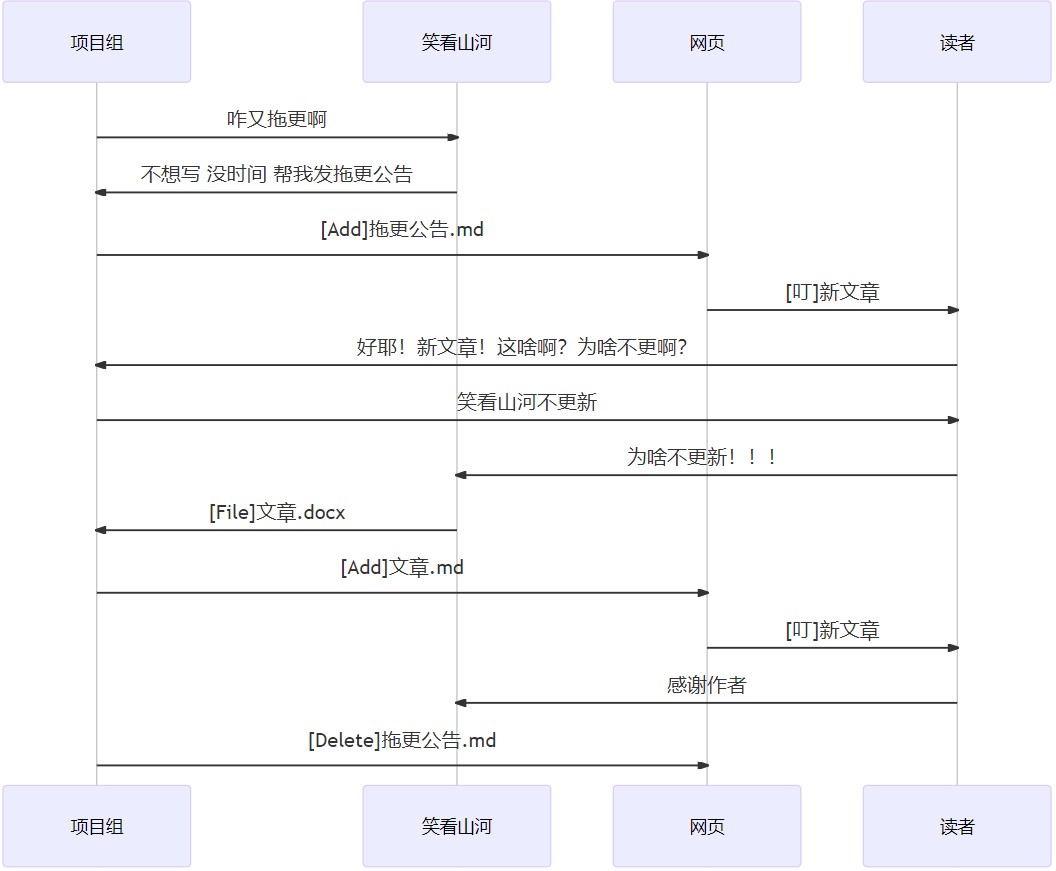 项目组
笑看山河
网页
读者
咋又拖更啊
不想写 没时间 帮我发拖更公告
[Add]拖更公告.md
[叮]新文章
好耶！新文章！这啥啊？为啥不更啊？
笑看山河不更新
为啥不更新！！！
[File]文章.docx
[Add]文章.md
[叮]新文章
感谢作者
[Delete]拖更公告.md
项目组
笑看山河
网页
读者